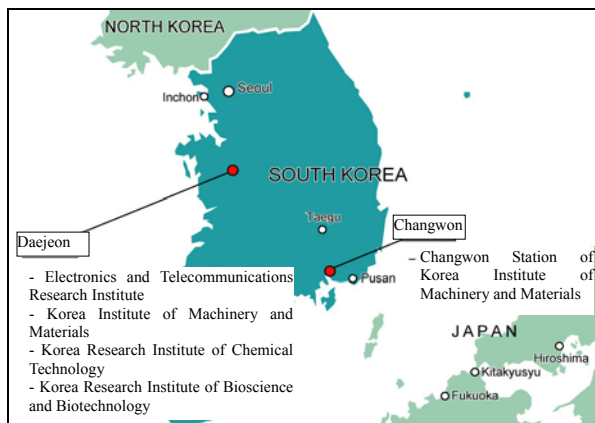 NORTH KOREA
Seoul
Inchon
SOUTH KOREA
Taegu
Changwon
Daejeon
Pusan
- Electronics and Telecommunications
Research Institute
- Korea Institute of Machinery and
Materials
- Korea Research Institute of Chemical
Technology
- Korea Research Institute of Bioscience
and Biotechnology
– Changwon Station of
Korea Institute of
Machinery and Materials
JAPAN
Hiroshima
Kitakyusyu
Fukuoka